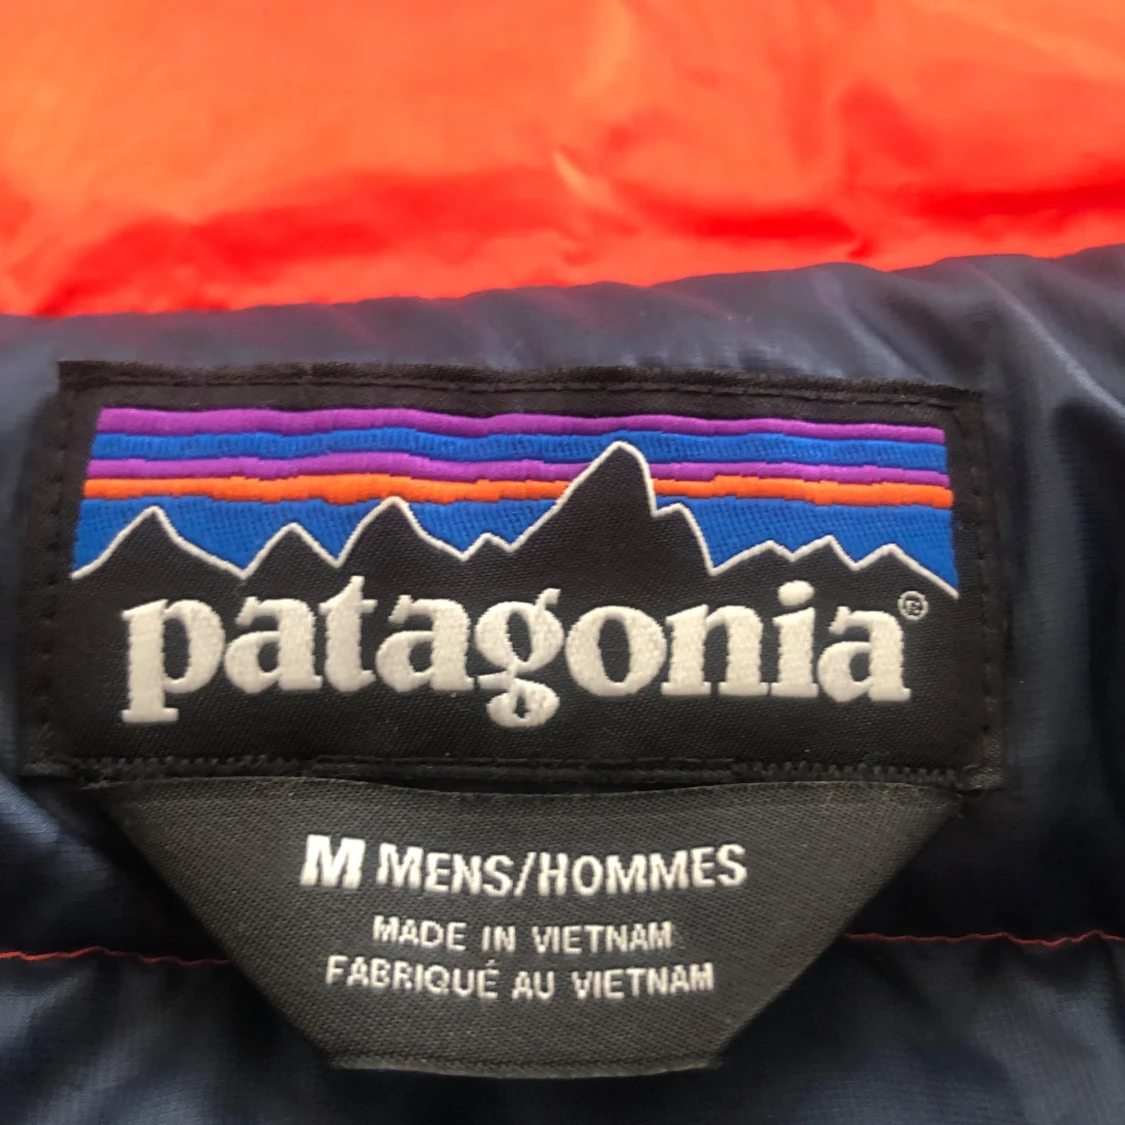 patagonia®
M MENS/HOMMES
MADE IN VIETNAM
FABRIQUÉ AU VIETNAM